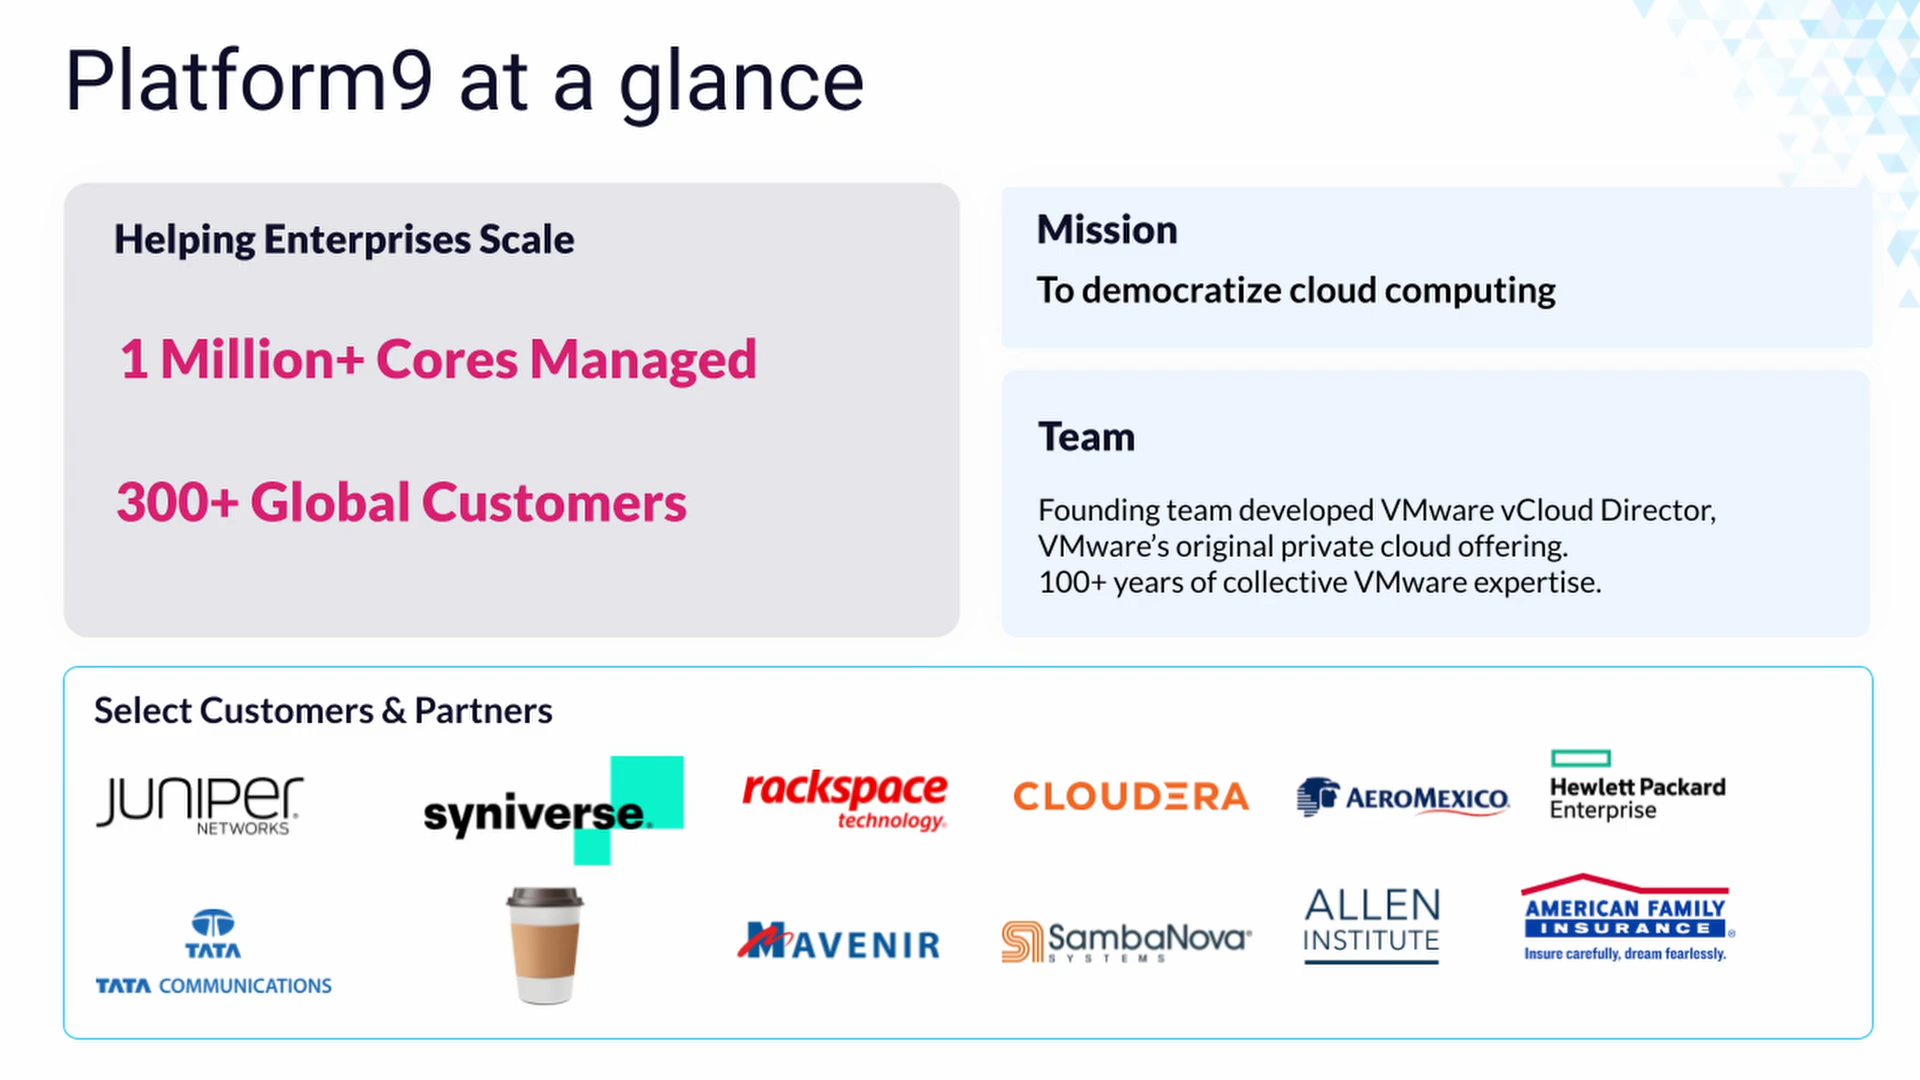 Platform9 at a glance
Helping Enterprises Scale
1 Million+ Cores Managed
300+ Global Customers
Mission
To democratize cloud computing
Team
Founding team developed VMware vCloud Director,
VMware’s original private cloud offering.
100+ years of collective VMware expertise.
Select Customers & Partners
JUNIPEr
NETWORKS
syniverse.
rackspace
technology
CLOUDERA
AEROMEXICO
Hewlett Packard
Enterprise
TATA
TATA COMMUNICATIONS
MAVENIR
SambaNova
SYSTEMS
ALLEN
INSTITUTE
AMERICAN FAMILY
INSURANCE®
Insure carefully, dream fearlessly.